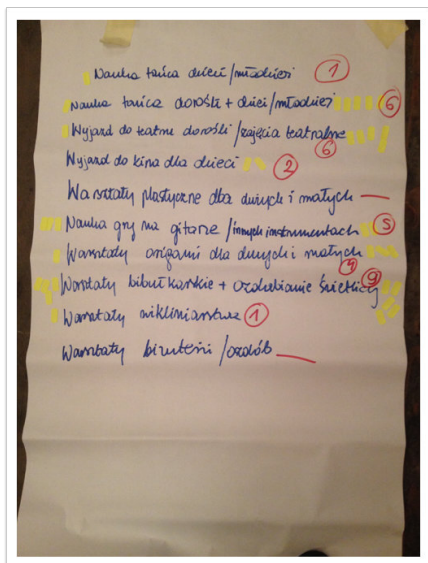 Nauka tańca dzieci/młodzież 1
Nauka tańca dorośli + dzieci/młodzież 6
Wyjazd do teatru dorośli/zajęcia teatralne 6
Wyjazd do kina dla dzieci 2
Warsztaty plastyczne dla dużych i małych —
Nauka gry na gitarze/innych instrumentach 5
Warsztaty origami dla dużych i małych 4
Warsztaty bibułkarskie + ozdabianie świetlicy 9
Warsztaty wikliniarstwa 1
Warsztaty biżuterii/ozdób —